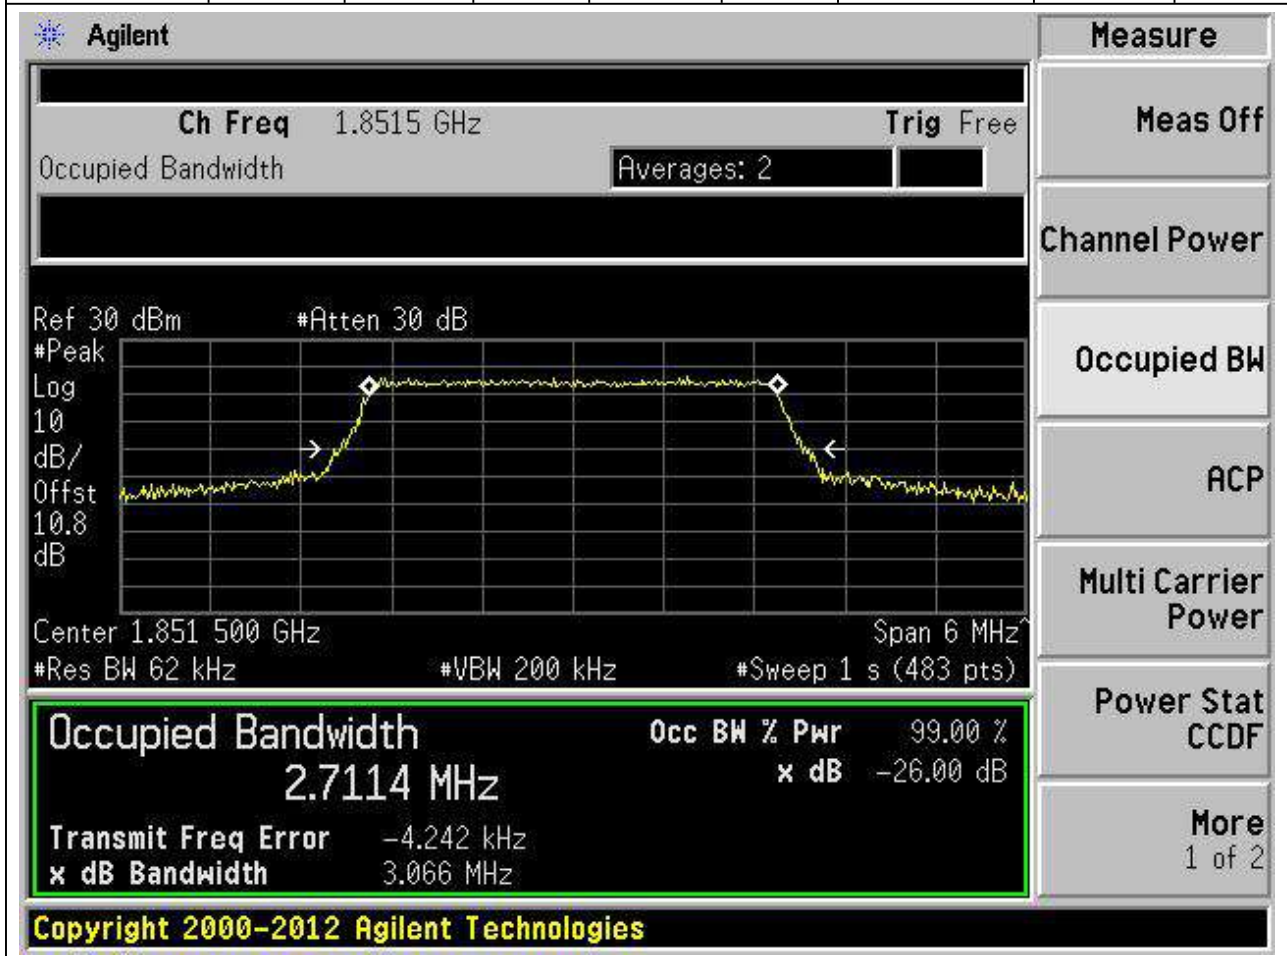 Agilent
Measure
Ch Freq 1.8515 GHz Trig Free
Occupied Bandwidth Averages: 2
Ref 30 dBm #Atten 30 dB
#Peak
Log
10
dB/
Offst
10.8
dB
Center 1.851 500 GHz Span 6 MHz^
#Res BW 62 kHz #VBW 200 kHz #Sweep 1 s (483 pts)
Occupied Bandwidth Occ BW % Pwr 99.00 %
2.7114 MHz x dB -26.00 dB
Transmit Freq Error -4.242 kHz
x dB Bandwidth 3.066 MHz
Copyright 2000-2012 Agilent Technologies
Meas Off
Channel Power
Occupied BW
ACP
Multi Carrier
Power
Power Stat
CCDF
More
1 of 2